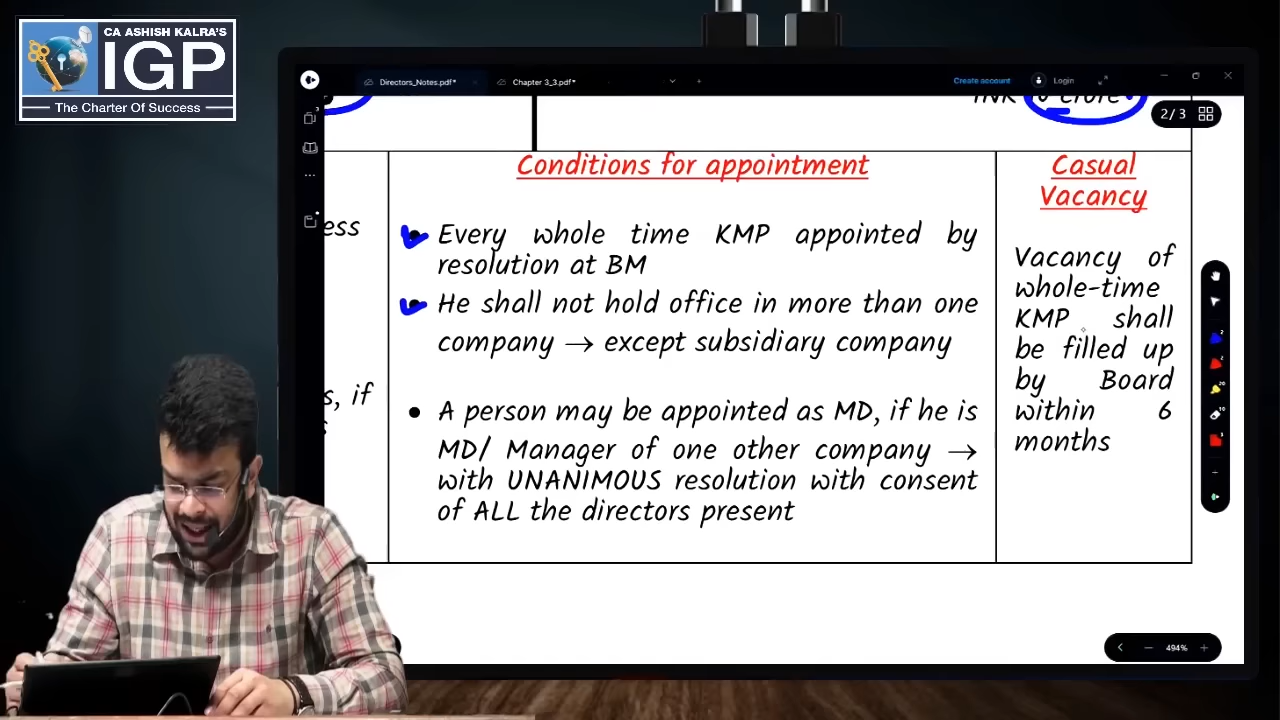 CA ASHISH KALRA'S
IGP
The Charter Of Success
Directors_Notes.pdf*
Chapter 3_3.pdf*
Create account
Login
2/3
INR 10 crore
Conditions for appointment
Casual
Vacancy
ess
Every whole time KMP appointed by
resolution at BM
He shall not hold office in more than one
company → except subsidiary company
s, if
A person may be appointed as MD, if he is
MD/ Manager of one other company →
with UNANIMOUS resolution with consent
of ALL the directors present
Vacancy of
whole-time
KMP shall
be filled up
by Board
within 6
months
494%